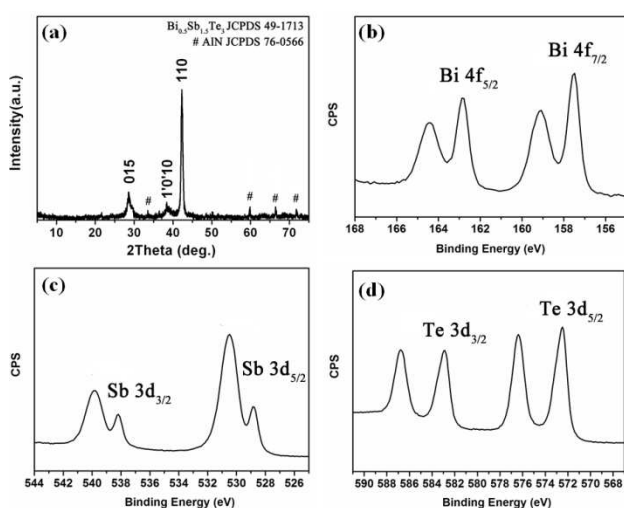 (a)
Bi0.5Sb1.5Te3 JCPDS 49-1713
# AlN JCPDS 76-0566
Intensity(a.u.)
015
#
1'0'10
110
#
#
#
10 20 30 40 50 60 70
2Theta (deg.)
(b)
Bi 4f7/2
Bi 4f5/2
CPS
168 166 164 162 160 158 156
Binding Energy (eV)
(c)
Sb 3d5/2
Sb 3d3/2
CPS
544 542 540 538 536 534 532 530 528 526
Binding Energy (eV)
(d)
Te 3d5/2
Te 3d3/2
CPS
590 588 586 584 582 580 578 576 574 572 570 568
Binding Energy (eV)